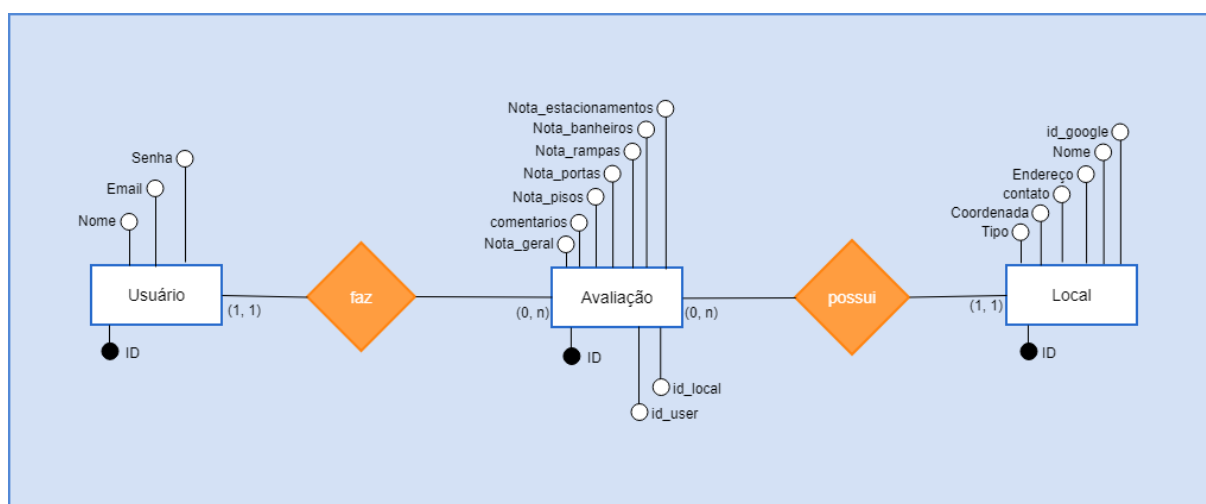 Nota_estacionamentos
Nota_banheiros
id_google
Senha
Nota_rampas
Nome
Email
Nota_portas
Endereço
Nota_pisos
contato
Nome
comentarios
Coordenada
Nota_geral
Tipo
Usuário
faz
Avaliação
possui
Local
(1, 1)
(0, n)
(0, n)
(1, 1)
ID
ID
ID
id_local
id_user